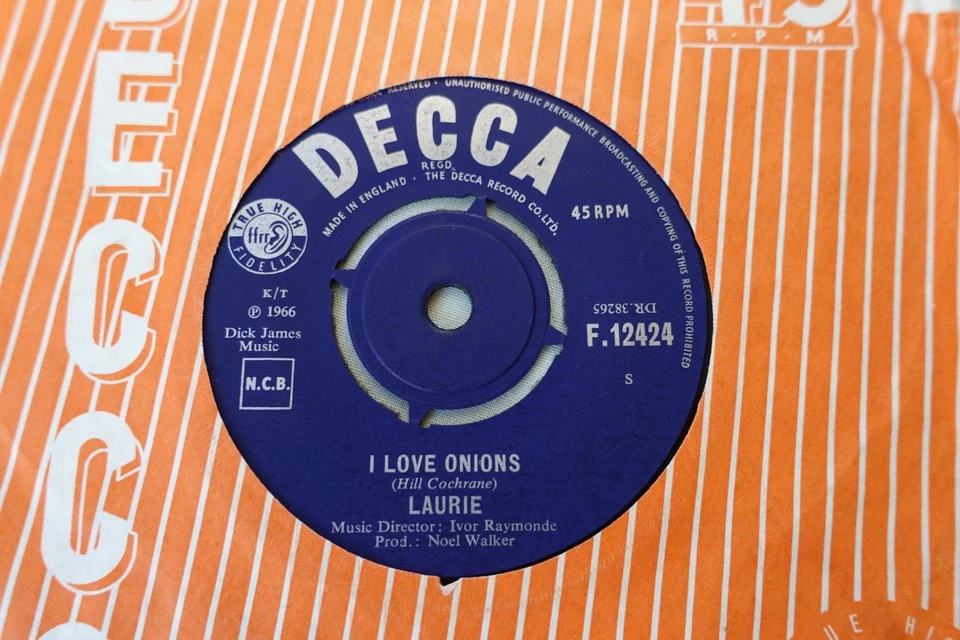 DECCA
R·P·M
RESERVED · UNAUTHORISED PUBLIC PERFORMANCE BROADCASTING AND COPYING OF THIS RECORD PROHIBITED
DECCA
REGD.
MADE IN ENGLAND · THE DECCA RECORD CO. LTD.
TRUE HIGH
ffrr
FIDELITY
45 RPM
K/T
℗ 1966
Dick James
Music
N.C.B.
DR.38265
F.12424
S
I LOVE ONIONS
(Hill Cochrane)
LAURIE
Music Director: Ivor Raymonde
Prod.: Noel Walker